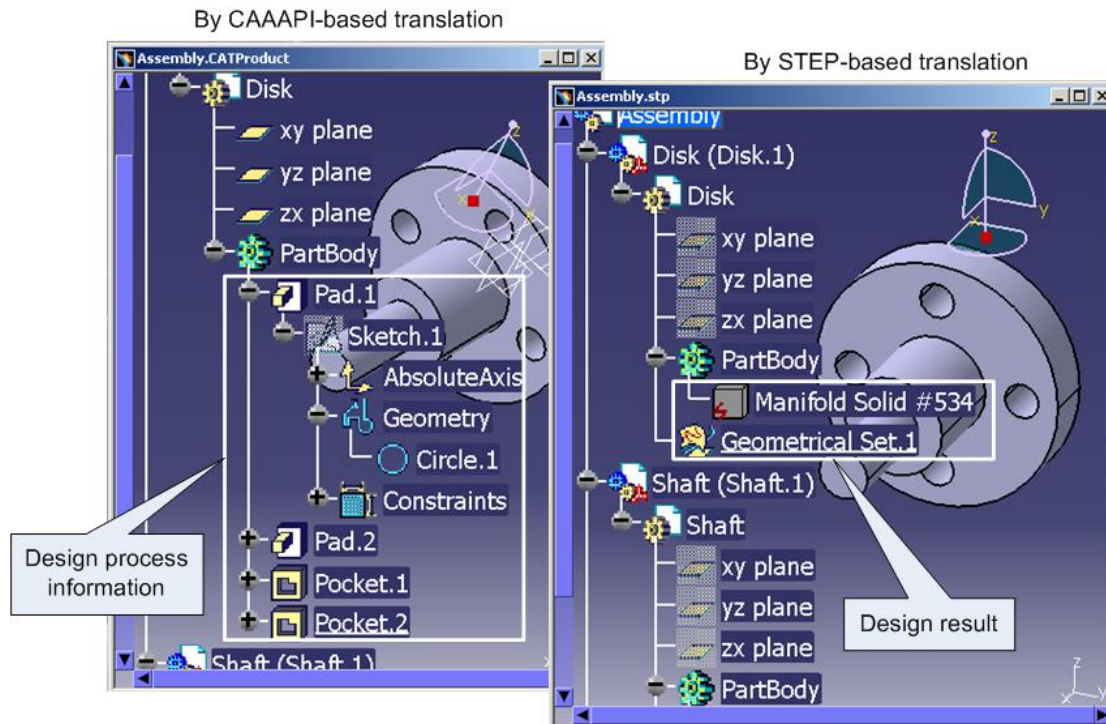 By CAAAPI-based translation
Assembly.CATProduct
Disk
xy plane
yz plane
zx plane
PartBody
Pad.1
Sketch.1
AbsoluteAxis
Geometry
Circle.1
Constraints
Pad.2
Pocket.1
Pocket.2
Shaft (Shaft.1)
z
x
Design process
information
By STEP-based translation
Assembly.stp
Assembly
Disk (Disk.1)
Disk
xy plane
yz plane
zx plane
PartBody
Manifold Solid #534
Geometrical Set.1
Shaft (Shaft.1)
Shaft
xy plane
yz plane
zx plane
PartBody
z
y
x
Design result
z
x
y